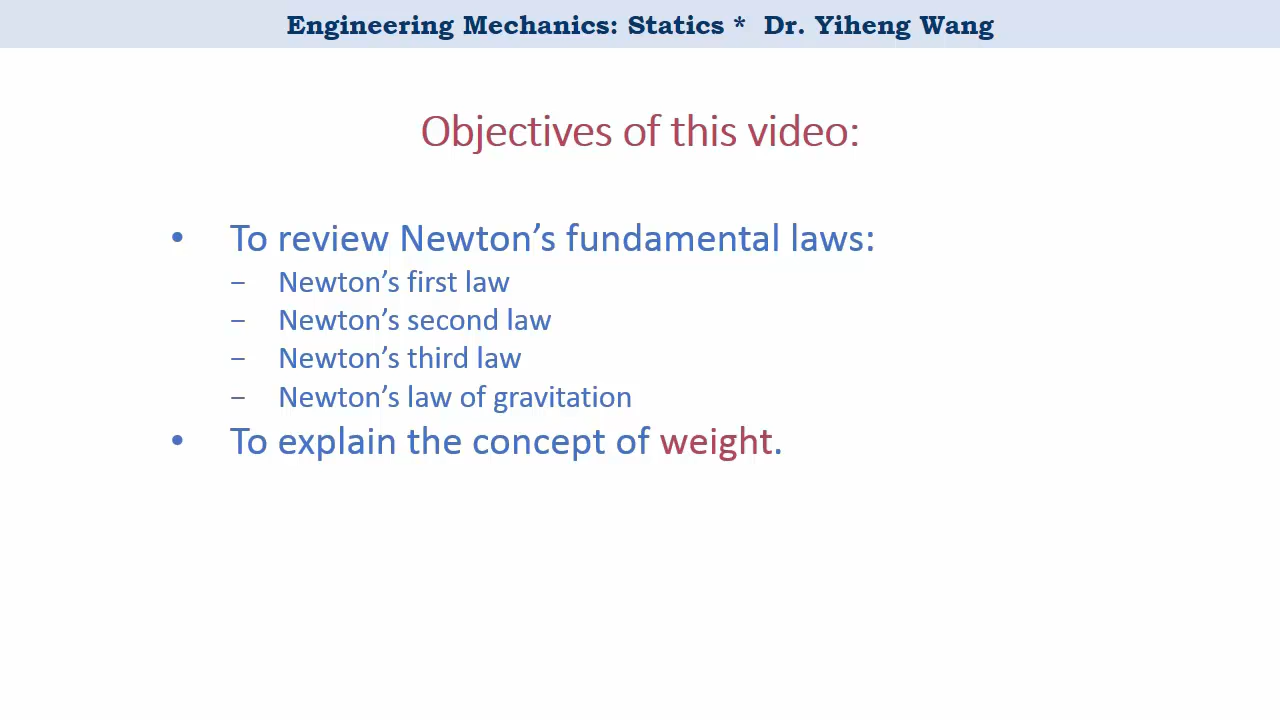 Engineering Mechanics: Statics * Dr. Yiheng Wang
Objectives of this video:
• To review Newton’s fundamental laws:
− Newton’s first law
− Newton’s second law
− Newton’s third law
− Newton’s law of gravitation
• To explain the concept of weight.